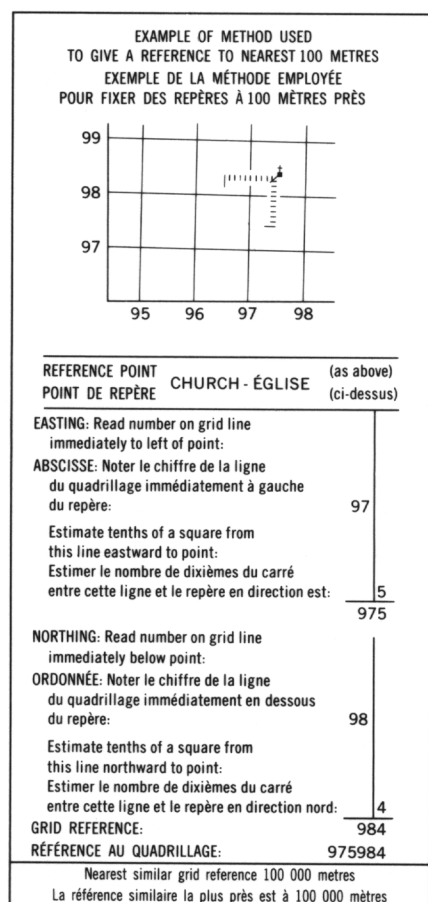 EXAMPLE OF METHOD USED
TO GIVE A REFERENCE TO NEAREST 100 METRES
EXEMPLE DE LA MÉTHODE EMPLOYÉE
POUR FIXER DES REPÈRES À 100 MÈTRES PRÈS
99
98
97
95 96 97 98
REFERENCE POINT
POINT DE REPÈRE
CHURCH - ÉGLISE
(as above)
(ci-dessus)
EASTING: Read number on grid line
immediately to left of point:
ABSCISSE: Noter le chiffre de la ligne
du quadrillage immédiatement à gauche
du repère: 97
Estimate tenths of a square from
this line eastward to point:
Estimer le nombre de dixièmes du carré
entre cette ligne et le repère en direction est: 5
975
NORTHING: Read number on grid line
immediately below point:
ORDONNÉE: Noter le chiffre de la ligne
du quadrillage immédiatement en dessous
du repère: 98
Estimate tenths of a square from
this line northward to point:
Estimer le nombre de dixièmes du carré
entre cette ligne et le repère en direction nord: 4
GRID REFERENCE: 984
RÉFÉRENCE AU QUADRILLAGE: 975984
Nearest similar grid reference 100 000 metres
La référence similaire la plus près est à 100 000 mètres